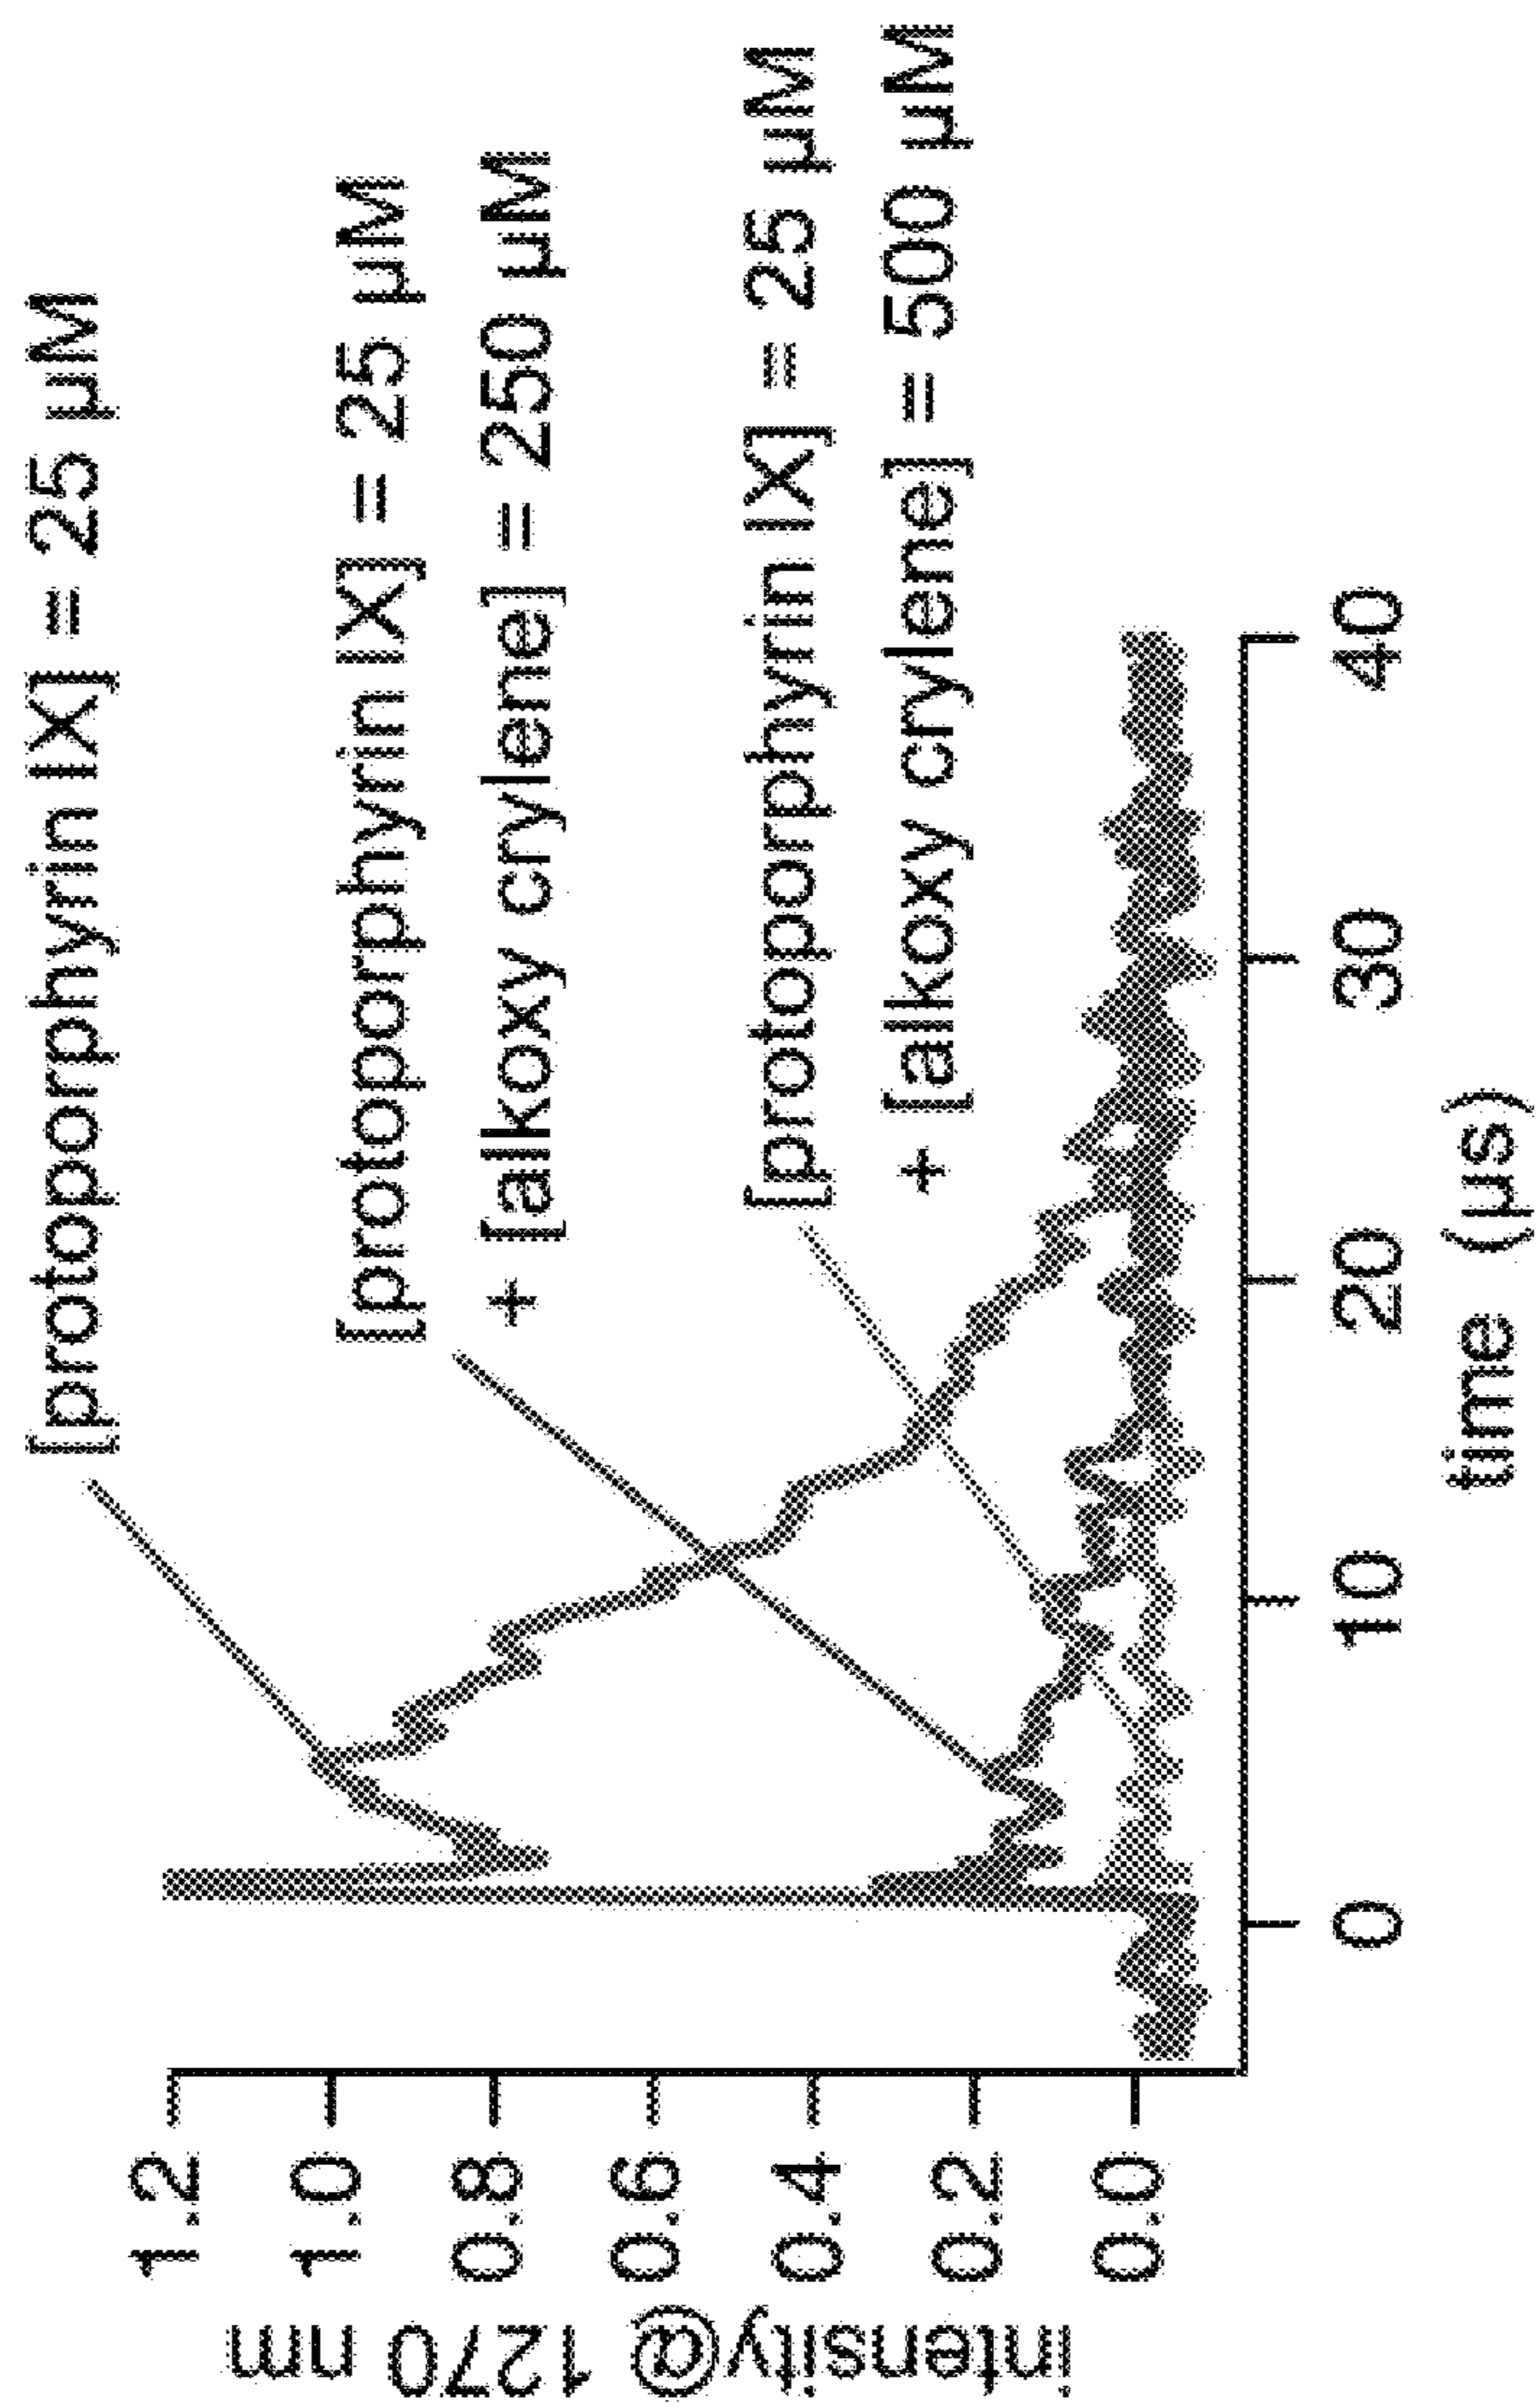 [protoporphyrin IX] = 25 µM
[protoporphyrin IX] = 25 µM
+ [alkoxy crylene] = 250 µM
[protoporphyrin IX] = 25 µM
+ [alkoxy crylene] = 500 µM
intensity@ 1270 nm
1.2
1.0
0.8
0.6
0.4
0.2
0.0
0 10 20 30 40
time (µs)